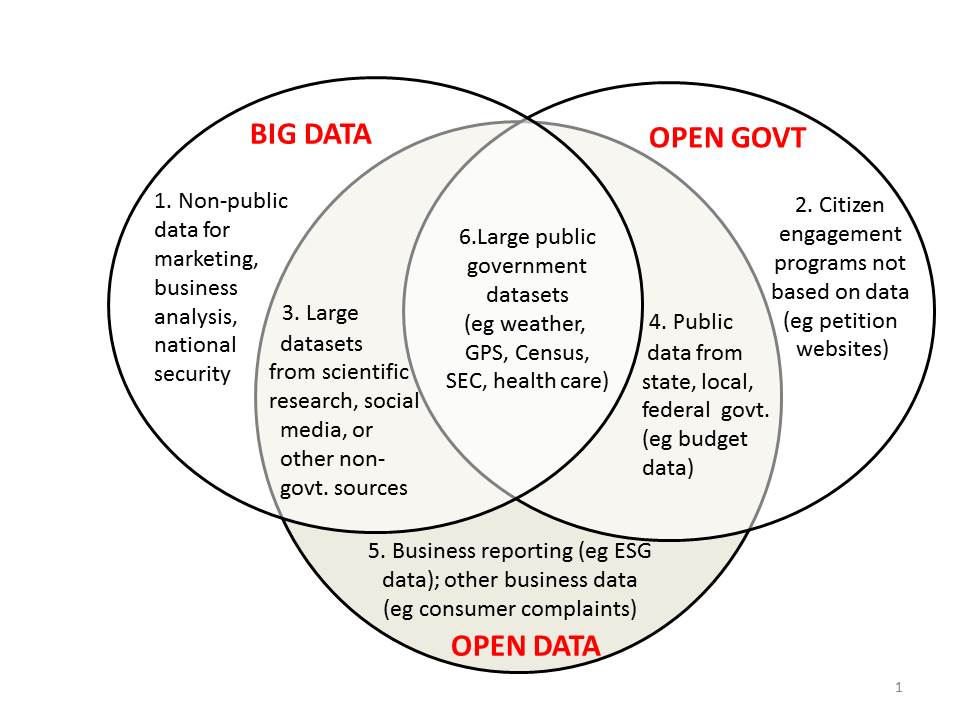 BIG DATA
OPEN GOVT
1. Non-public
data for
marketing,
business
analysis,
national
security
2. Citizen
engagement
programs not
based on data
(eg petition
websites)
6.Large public
government
datasets
(eg weather,
GPS, Census,
SEC, health care)
3. Large
datasets
from scientific
research, social
media, or
other non-
govt. sources
4. Public
data from
state, local,
federal govt.
(eg budget
data)
5. Business reporting (eg ESG
data); other business data
(eg consumer complaints)
OPEN DATA
1